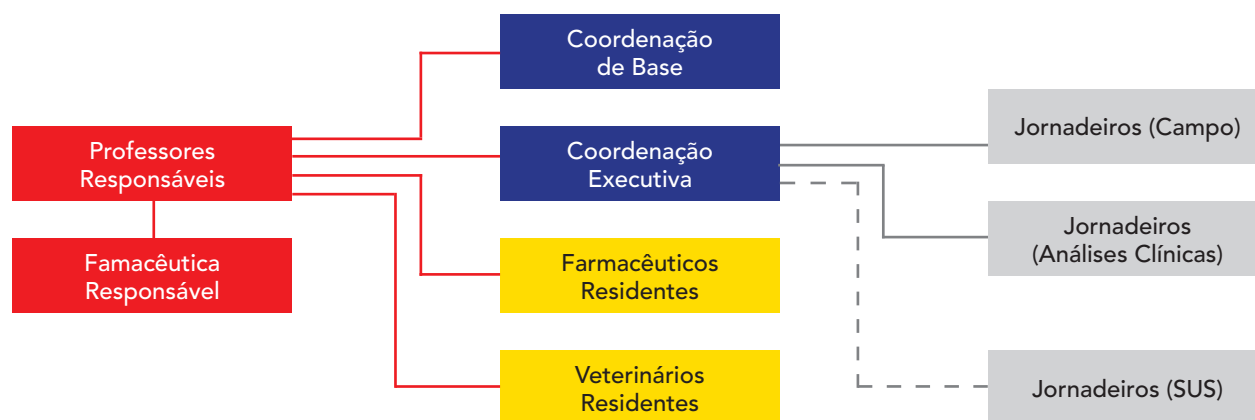 Coordenação
de Base
Professores
Responsáveis
Coordenação
Executiva
Jornadeiros (Campo)
Famacêutica
Responsável
Farmacêuticos
Residentes
Jornadeiros
(Análises Clínicas)
Veterinários
Residentes
Jornadeiros (SUS)